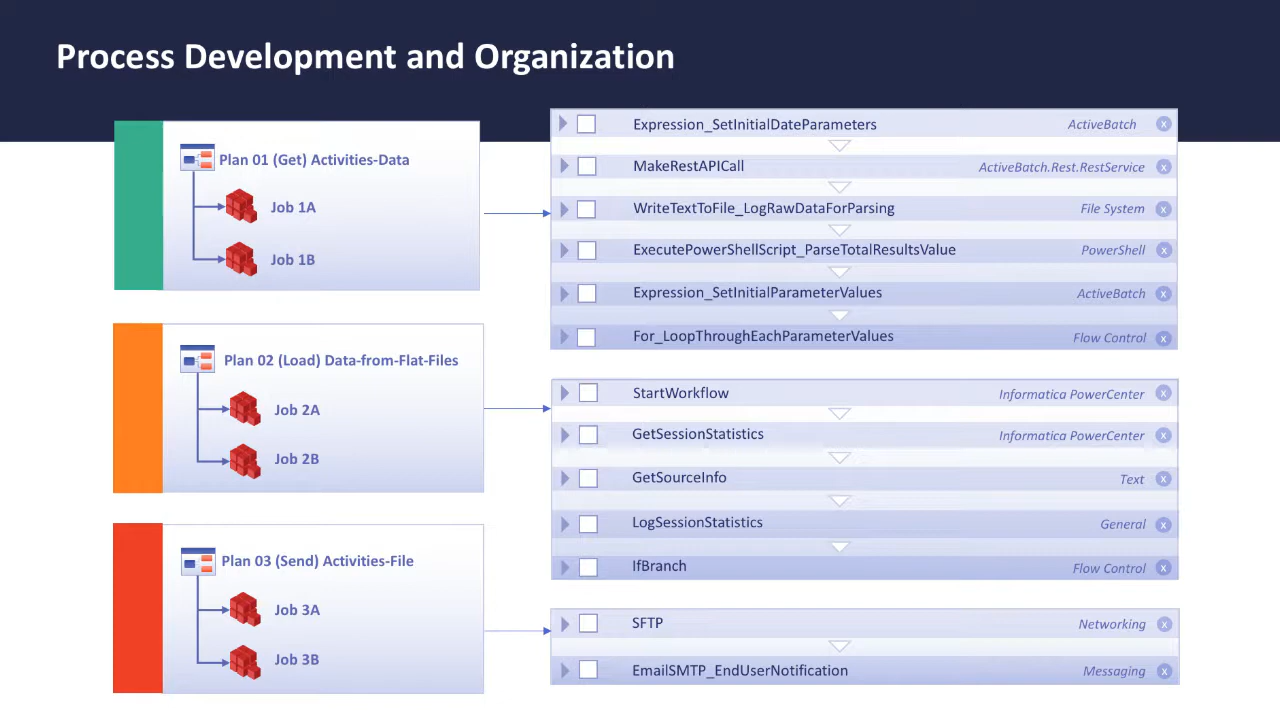 Process Development and Organization
Plan 01 (Get) Activities-Data
Job 1A
Job 1B
Expression_SetInitialDateParameters ActiveBatch x
MakeRestAPICall ActiveBatch.Rest.RestService x
WriteTextToFile_LogRawDataForParsing File System x
ExecutePowerShellScript_ParseTotalResultsValue PowerShell x
Expression_SetInitialParameterValues ActiveBatch x
For_LoopThroughEachParameterValues Flow Control x
Plan 02 (Load) Data-from-Flat-Files
Job 2A
Job 2B
StartWorkflow Informatica PowerCenter x
GetSessionStatistics Informatica PowerCenter x
GetSourceInfo Text x
LogSessionStatistics General x
IfBranch Flow Control x
Plan 03 (Send) Activities-File
Job 3A
Job 3B
SFTP Networking x
EmailSMTP_EndUserNotification Messaging x